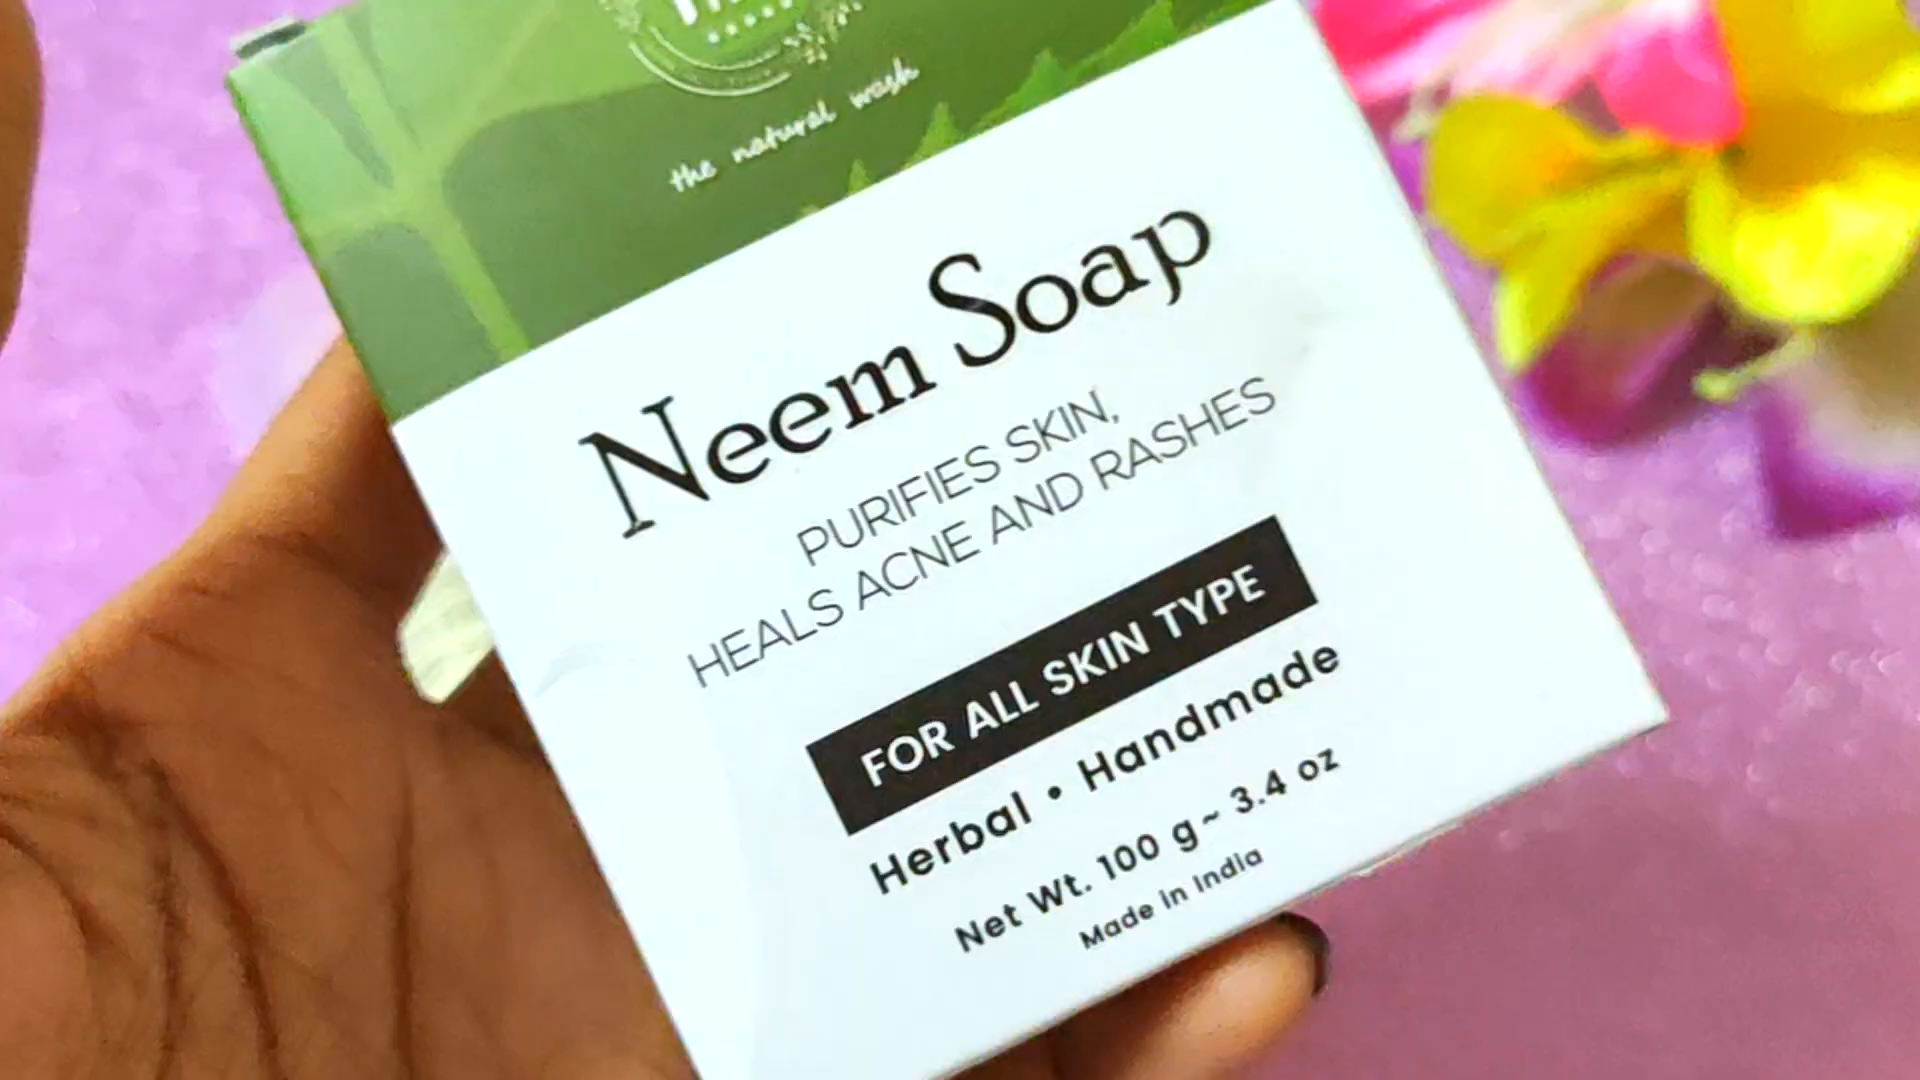 the natural wash
Neem Soap
PURIFIES SKIN,
HEALS ACNE AND RASHES
FOR ALL SKIN TYPE
Herbal • Handmade
Net Wt. 100 g ~ 3.4 oz
Made in India